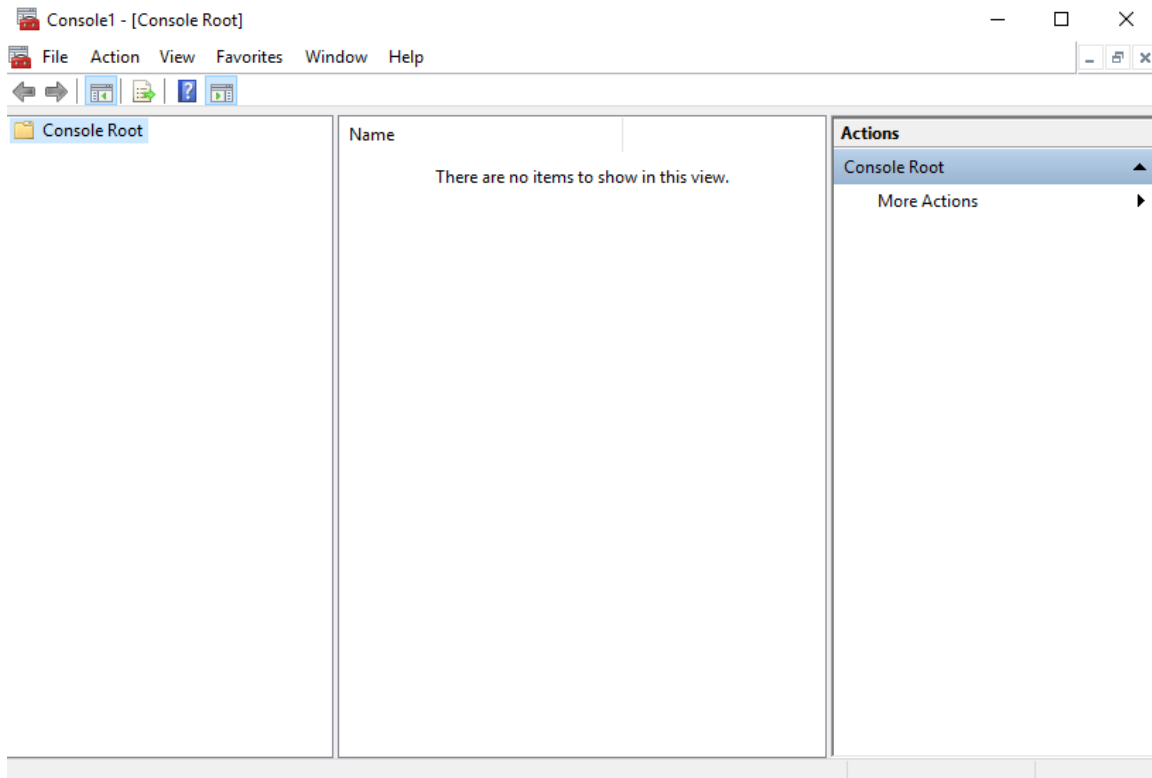 Console1 - [Console Root]
File Action View Favorites Window Help
Console Root
Name
There are no items to show in this view.
Actions
Console Root
More Actions